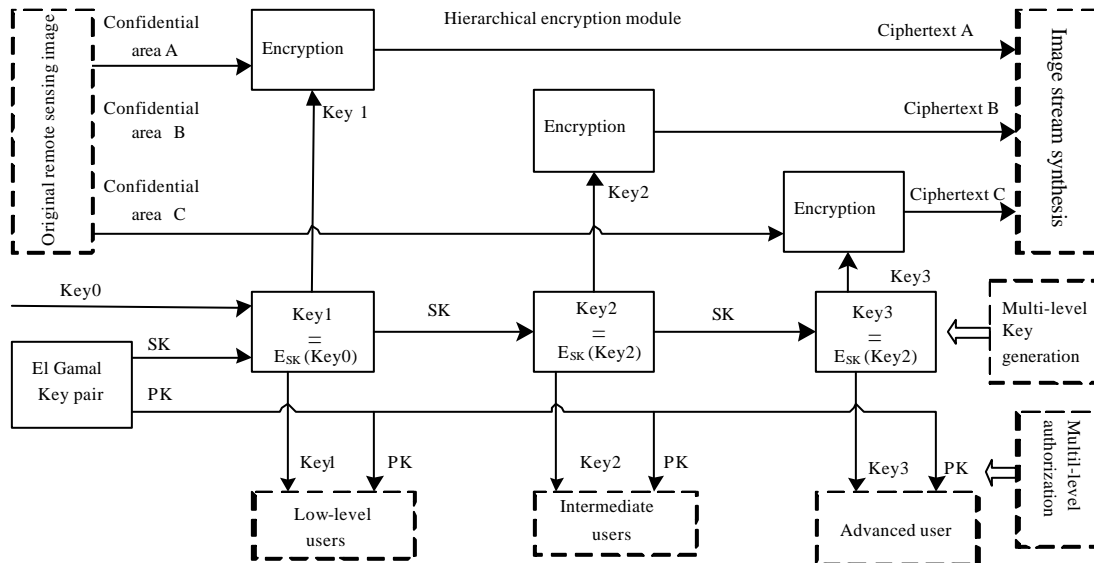 Confidential
area A
Encryption
Hierarchical encryption module
Ciphertext A
Original remote sensing image
Confidential
area B
Key 1
Encryption
Ciphertext B
Image stream synthesis
Confidential
area C
Key2
Encryption
Ciphertext C
Key0
Key1
=
ESK (Key0)
SK
Key2
=
ESK (Key2)
SK
Key3
Key3
=
ESK (Key2)
Multi-level
Key
generation
El Gamal
Key pair
SK
PK
Keyl
PK
Key2
PK
Key3
PK
Multil-level
authorization
Low-level
users
Intermediate
users
Advanced user